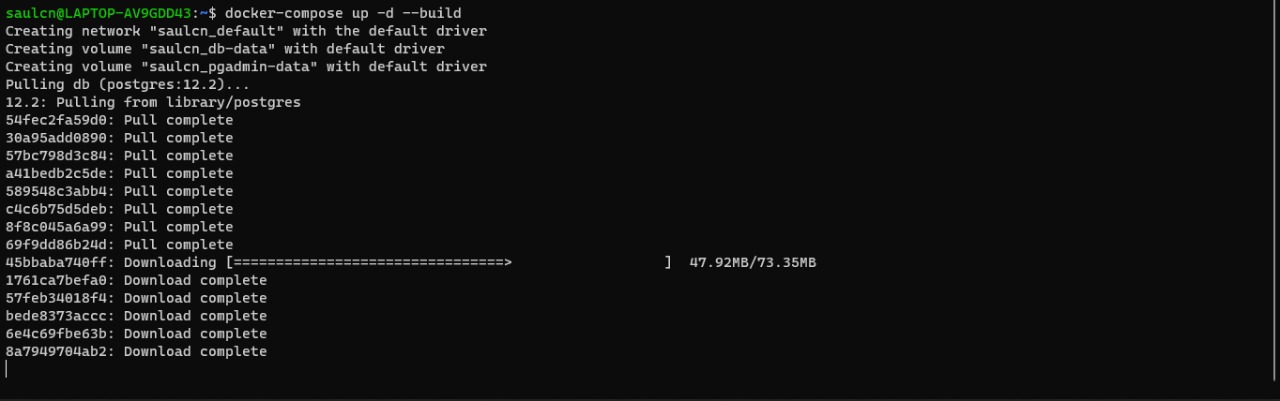 saulcn@LAPTOP-AV9GDD43:~$ docker-compose up -d --build
Creating network "saulcn_default" with the default driver
Creating volume "saulcn_db-data" with default driver
Creating volume "saulcn_pgadmin-data" with default driver
Pulling db (postgres:12.2)...
12.2: Pulling from library/postgres
54fec2fa59d0: Pull complete
30a95add0890: Pull complete
57bc798d3c84: Pull complete
a41bedb2c5de: Pull complete
589548c3abb4: Pull complete
c4c6b75d5deb: Pull complete
8f8c045a6a99: Pull complete
69f9dd86b24d: Pull complete
45bbaba740ff: Downloading [================================>                  ]  47.92MB/73.35MB
1761ca7befa0: Download complete
57feb34018f4: Download complete
bede8373accc: Download complete
6e4c69fbe63b: Download complete
8a7949704ab2: Download complete